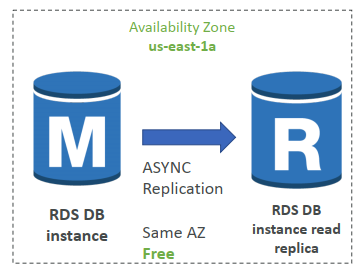 Availability Zone
us-east-1a
M
R
ASYNC
Replication
RDS DB
instance
Same AZ
Free
RDS DB
instance read
replica